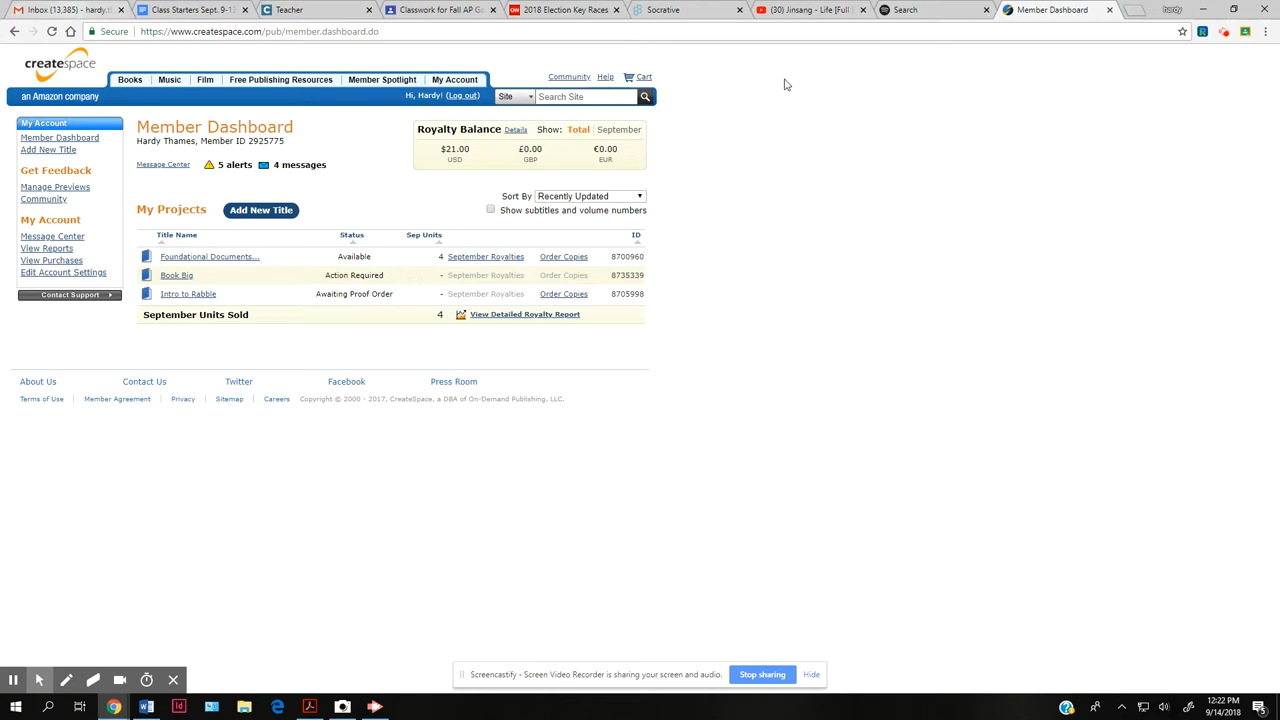 Inbox (13,385) - hardy.th
Class Starters Sept. 9-13
Teacher
Classwork for Fall AP Go
2018 Election Key Races
Socrative
(30) Jinsang - Life [Full
Search
Member Dashboard
Hardy
Secure
https://www.createspace.com/pub/member.dashboard.do
createspace
an Amazon company
Books
Music
Film
Free Publishing Resources
Member Spotlight
My Account
Community
Help
Cart
Hi, Hardy! (Log out)
Site
Search Site
My Account
Member Dashboard
Add New Title
Get Feedback
Manage Previews
Community
My Account
Message Center
View Reports
View Purchases
Edit Account Settings
Contact Support
Member Dashboard
Hardy Thames, Member ID 2925775
Message Center 5 alerts 4 messages
Royalty Balance Details Show: Total September
$21.00 £0.00 €0.00
USD GBP EUR
Sort By Recently Updated
My Projects Add New Title
Show subtitles and volume numbers
Title Name Status Sep Units ID
Foundational Documents... Available 4 September Royalties Order Copies 8700960
Book Big Action Required - September Royalties Order Copies 8735339
Intro to Rabble Awaiting Proof Order - September Royalties Order Copies 8705998
September Units Sold 4 View Detailed Royalty Report
About Us Contact Us Twitter Facebook Press Room
Terms of Use Member Agreement Privacy Sitemap Careers Copyright © 2000 - 2017, CreateSpace, a DBA of On-Demand Publishing, LLC.
Screencastify - Screen Video Recorder is sharing your screen and audio. Stop sharing Hide
12:22 PM
9/14/2018